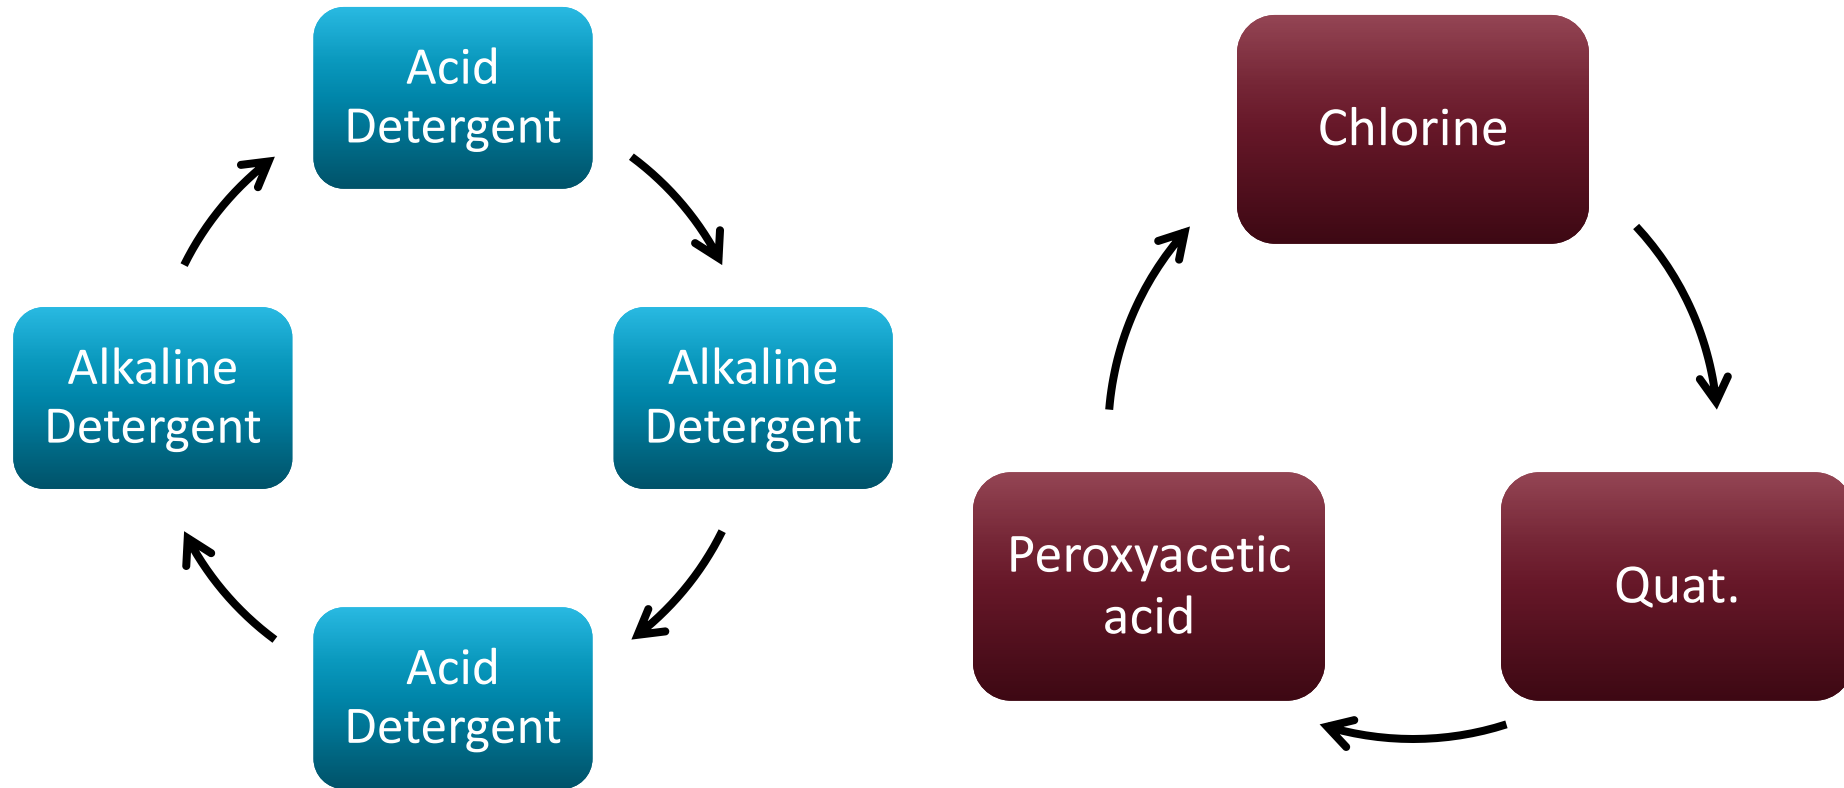 Acid
Detergent
Alkaline
Detergent
Alkaline
Detergent
Acid
Detergent
Chlorine
Peroxyacetic
acid
Quat.